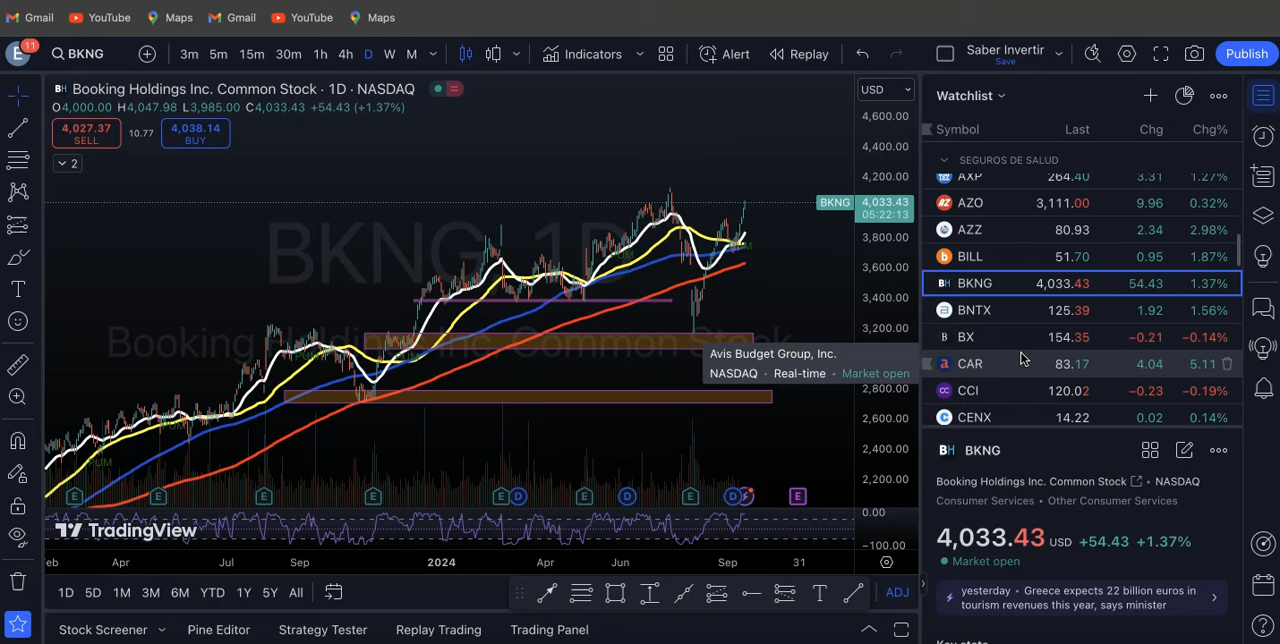 Gmail YouTube Maps Gmail YouTube Maps
E 11 BKNG 3m 5m 15m 30m 1h 4h D W M Indicators Alert Replay Saber Invertir Save Publish
BH Booking Holdings Inc. Common Stock · 1D · NASDAQ
O4,000.00 H4,047.98 L3,985.00 C4,033.43 +54.43 (+1.37%)
4,027.37 SELL 10.77 4,038.14 BUY
2
USD
4,600.00
4,400.00
4,200.00
BKNG 4,033.43
05:22:13
3,800.00
3,600.00
3,400.00
3,200.00
2,800.00
2,600.00
2,400.00
2,200.00
0.00
−100.00
BKNG, 1D
Booking Holdings Inc. Common Stock
Avis Budget Group, Inc.
NASDAQ • Real-time • Market open
E E E E E D E D E D E
TradingView
eb Apr Jul Sep 2024 Apr Jun Sep 31
1D 5D 1M 3M 6M YTD 1Y 5Y All ADJ
Stock Screener Pine Editor Strategy Tester Replay Trading Trading Panel
Watchlist
Symbol Last Chg Chg%
SEGUROS DE SALUD
AXP 264.40 3.31 1.27%
AZO 3,111.00 9.96 0.32%
AZZ 80.93 2.34 2.98%
BILL 51.70 0.95 1.87%
BH BKNG 4,033.43 54.43 1.37%
BNTX 125.39 1.92 1.56%
B BX 154.35 −0.21 −0.14%
a CAR 83.17 4.04 5.11
CC CCI 120.02 −0.23 −0.19%
CENX 14.22 0.02 0.14%
BH BKNG
Booking Holdings Inc. Common Stock • NASDAQ
Consumer Services • Other Consumer Services
4,033.43 USD +54.43 +1.37%
Market open
yesterday • Greece expects 22 billion euros in
tourism revenues this year, says minister